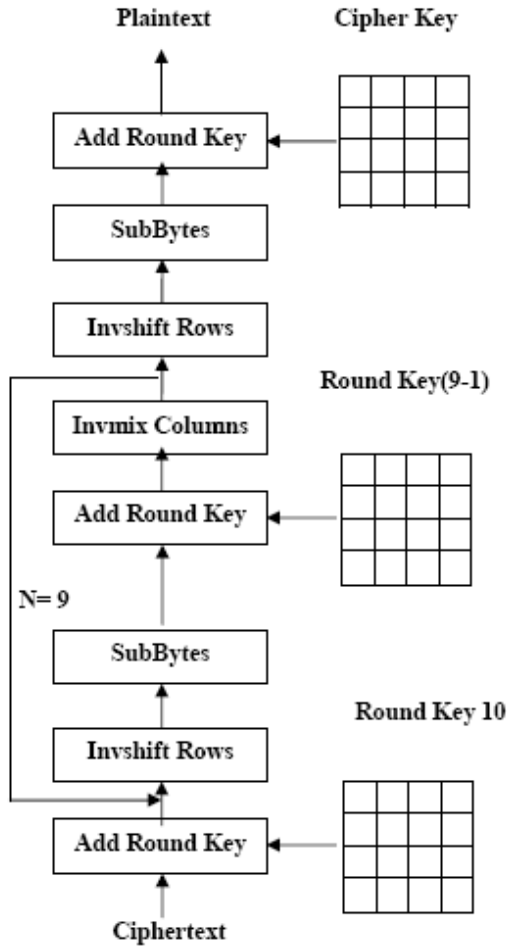 Plaintext
Cipher Key
Add Round Key
SubBytes
Invshift Rows
Round Key(9-1)
Invmix Columns
Add Round Key
N= 9
SubBytes
Round Key 10
Invshift Rows
Add Round Key
Ciphertext